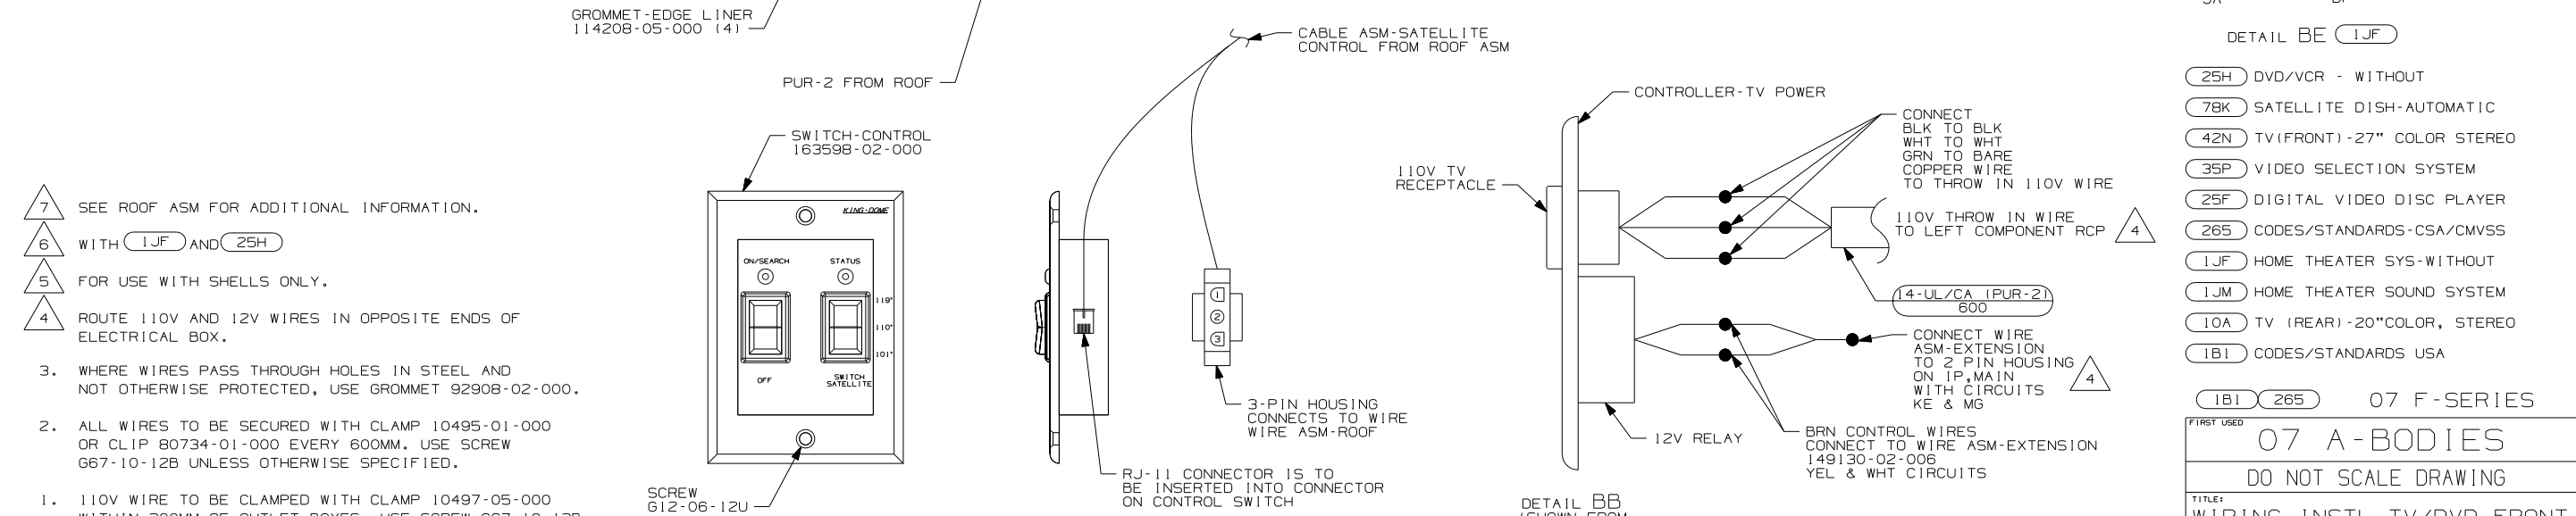 GROMMET-EDGE LINER
114208-05-000 (4)
PUR-2 FROM ROOF
SWITCH-CONTROL
163598-02-000
7 SEE ROOF ASM FOR ADDITIONAL INFORMATION.
6 WITH 1JF AND 25H
5 FOR USE WITH SHELLS ONLY.
4 ROUTE 110V AND 12V WIRES IN OPPOSITE ENDS OF
ELECTRICAL BOX.
3. WHERE WIRES PASS THROUGH HOLES IN STEEL AND
NOT OTHERWISE PROTECTED, USE GROMMET 92908-02-000.
2. ALL WIRES TO BE SECURED WITH CLAMP 10495-01-000
OR CLIP 80734-01-000 EVERY 600MM. USE SCREW
G67-10-12B UNLESS OTHERWISE SPECIFIED.
1. 110V WIRE TO BE CLAMPED WITH CLAMP 10497-05-000
KING-DOME
ON/SEARCH
STATUS
119°
110°
101°
OFF
SWITCH
SATELLITE
SCREW
G12-06-12U
CABLE ASM-SATELLITE
CONTROL FROM ROOF ASM
1
2
3
3-PIN HOUSING
CONNECTS TO WIRE
WIRE ASM-ROOF
RJ-11 CONNECTOR IS TO
BE INSERTED INTO CONNECTOR
ON CONTROL SWITCH
CONTROLLER-TV POWER
110V TV
RECEPTACLE
CONNECT
BLK TO BLK
WHT TO WHT
GRN TO BARE
COPPER WIRE
TO THROW IN 110V WIRE
110V THROW IN WIRE
TO LEFT COMPONENT RCP 4
14-UL/CA (PUR-2)
600
CONNECT WIRE
ASM-EXTENSION
TO 2 PIN HOUSING
ON IP,MAIN
WITH CIRCUITS
KE & MG
4
12V RELAY
BRN CONTROL WIRES
CONNECT TO WIRE ASM-EXTENSION
149130-02-006
YEL & WHT CIRCUITS
DETAIL BB
(SHOWN FROM
DETAIL BE 1JF
25H DVD/VCR - WITHOUT
78K SATELLITE DISH-AUTOMATIC
42N TV(FRONT)-27" COLOR STEREO
35P VIDEO SELECTION SYSTEM
25F DIGITAL VIDEO DISC PLAYER
265 CODES/STANDARDS-CSA/CMVSS
1JF HOME THEATER SYS-WITHOUT
1JM HOME THEATER SOUND SYSTEM
10A TV (REAR)-20"COLOR, STEREO
1B1 CODES/STANDARDS USA
1B1 265 07 F-SERIES
FIRST USED
07 A-BODIES
DO NOT SCALE DRAWING
TITLE:
WIRING INSTL-TV/DVD FRONT